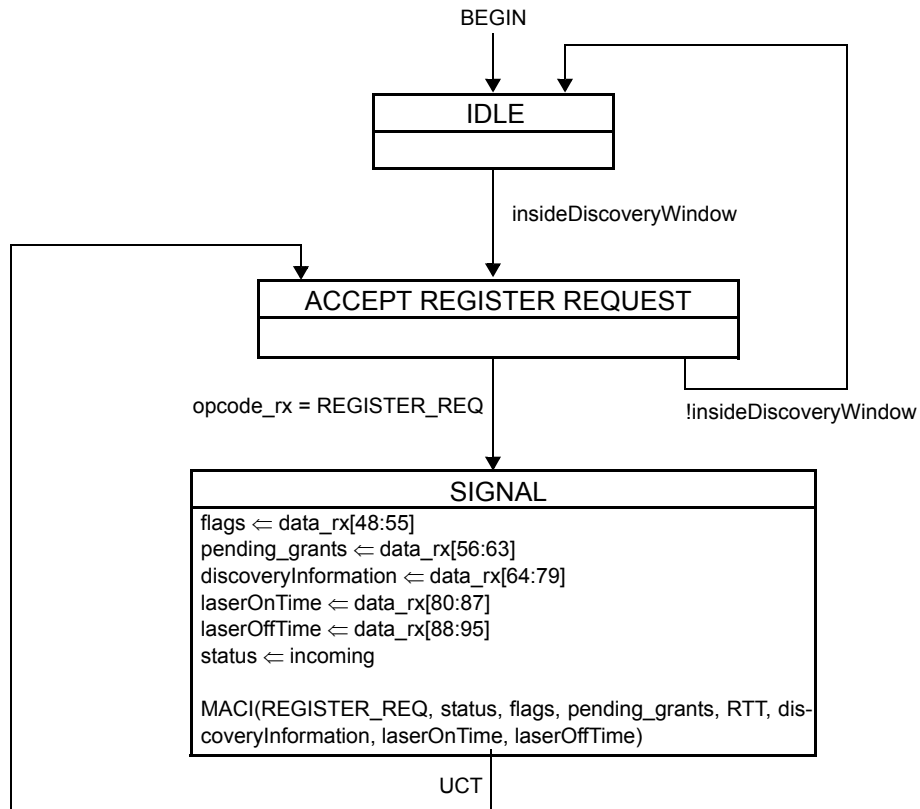 BEGIN
IDLE
insideDiscoveryWindow
ACCEPT REGISTER REQUEST
opcode_rx = REGISTER_REQ
!insideDiscoveryWindow
SIGNAL
flags ⇐ data_rx[48:55]
pending_grants ⇐ data_rx[56:63]
discoveryInformation ⇐ data_rx[64:79]
laserOnTime ⇐ data_rx[80:87]
laserOffTime ⇐ data_rx[88:95]
status ⇐ incoming
MACI(REGISTER_REQ, status, flags, pending_grants, RTT, dis-
coveryInformation, laserOnTime, laserOffTime)
UCT